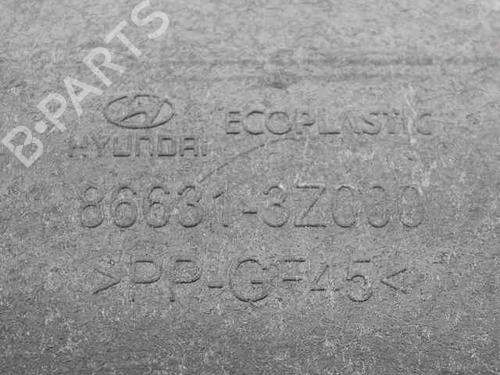 B-PARTS
HYUNDAI ECOPLASTIC
86631-3Z000
>PP-GF45<